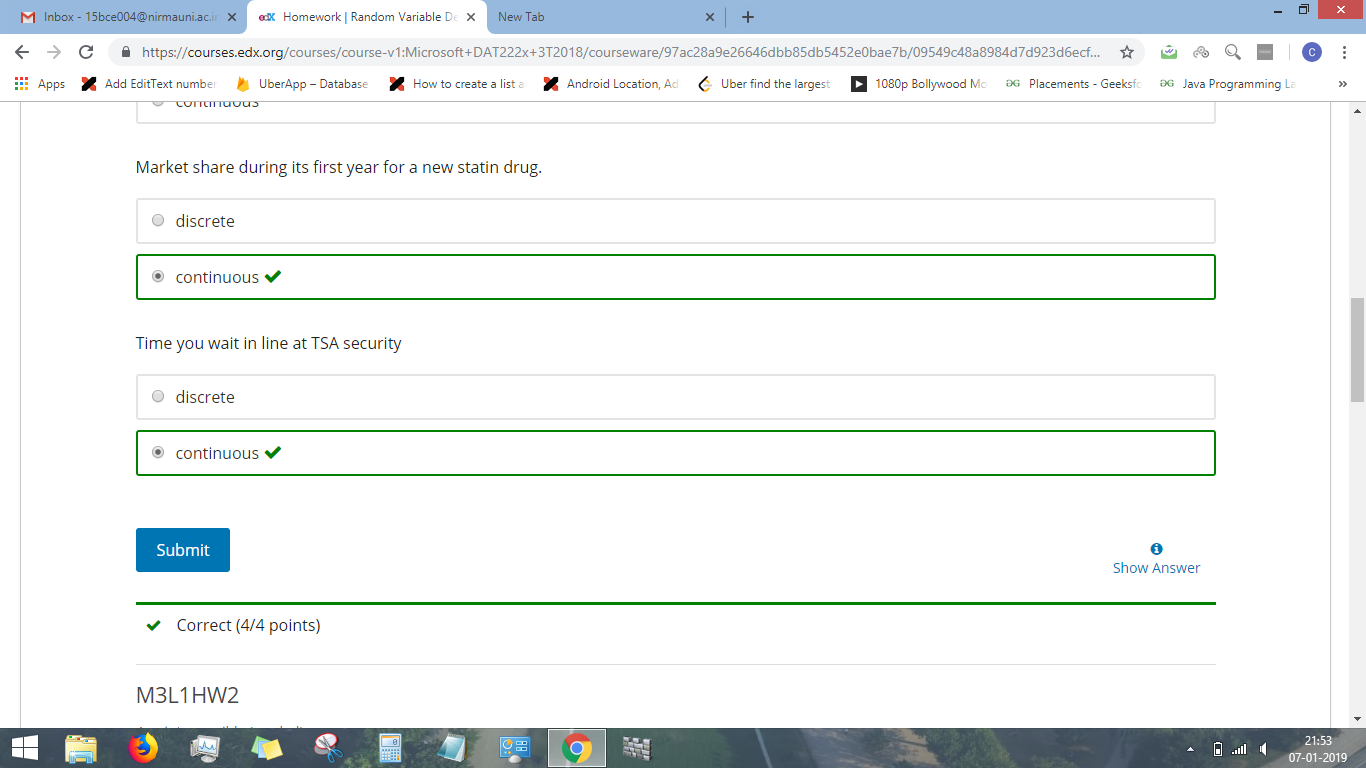 Inbox - 15bce004@nirmauni.ac.i
edX Homework | Random Variable De
New Tab
https://courses.edx.org/courses/course-v1:Microsoft+DAT222x+3T2018/courseware/97ac28a9e26646dbb85db5452e0bae7b/09549c48a8984d7d923d6ecf...
C
Apps
Add EditText number
UberApp – Database
How to create a list a
Android Location, Ad
Uber find the largest
1080p Bollywood Mo
Placements - Geeksfo
Java Programming La
»
continuous
Market share during its first year for a new statin drug.
discrete
continuous
Time you wait in line at TSA security
discrete
continuous
Submit
Show Answer
Correct (4/4 points)
M3L1HW2
21:53
07-01-2019